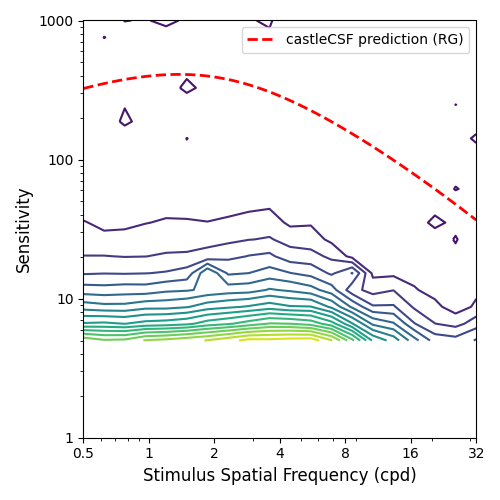 1000
castleCSF prediction (RG)
100
Sensitivity
10
1
0.5 1 2 4 8 16 32
Stimulus Spatial Frequency (cpd)